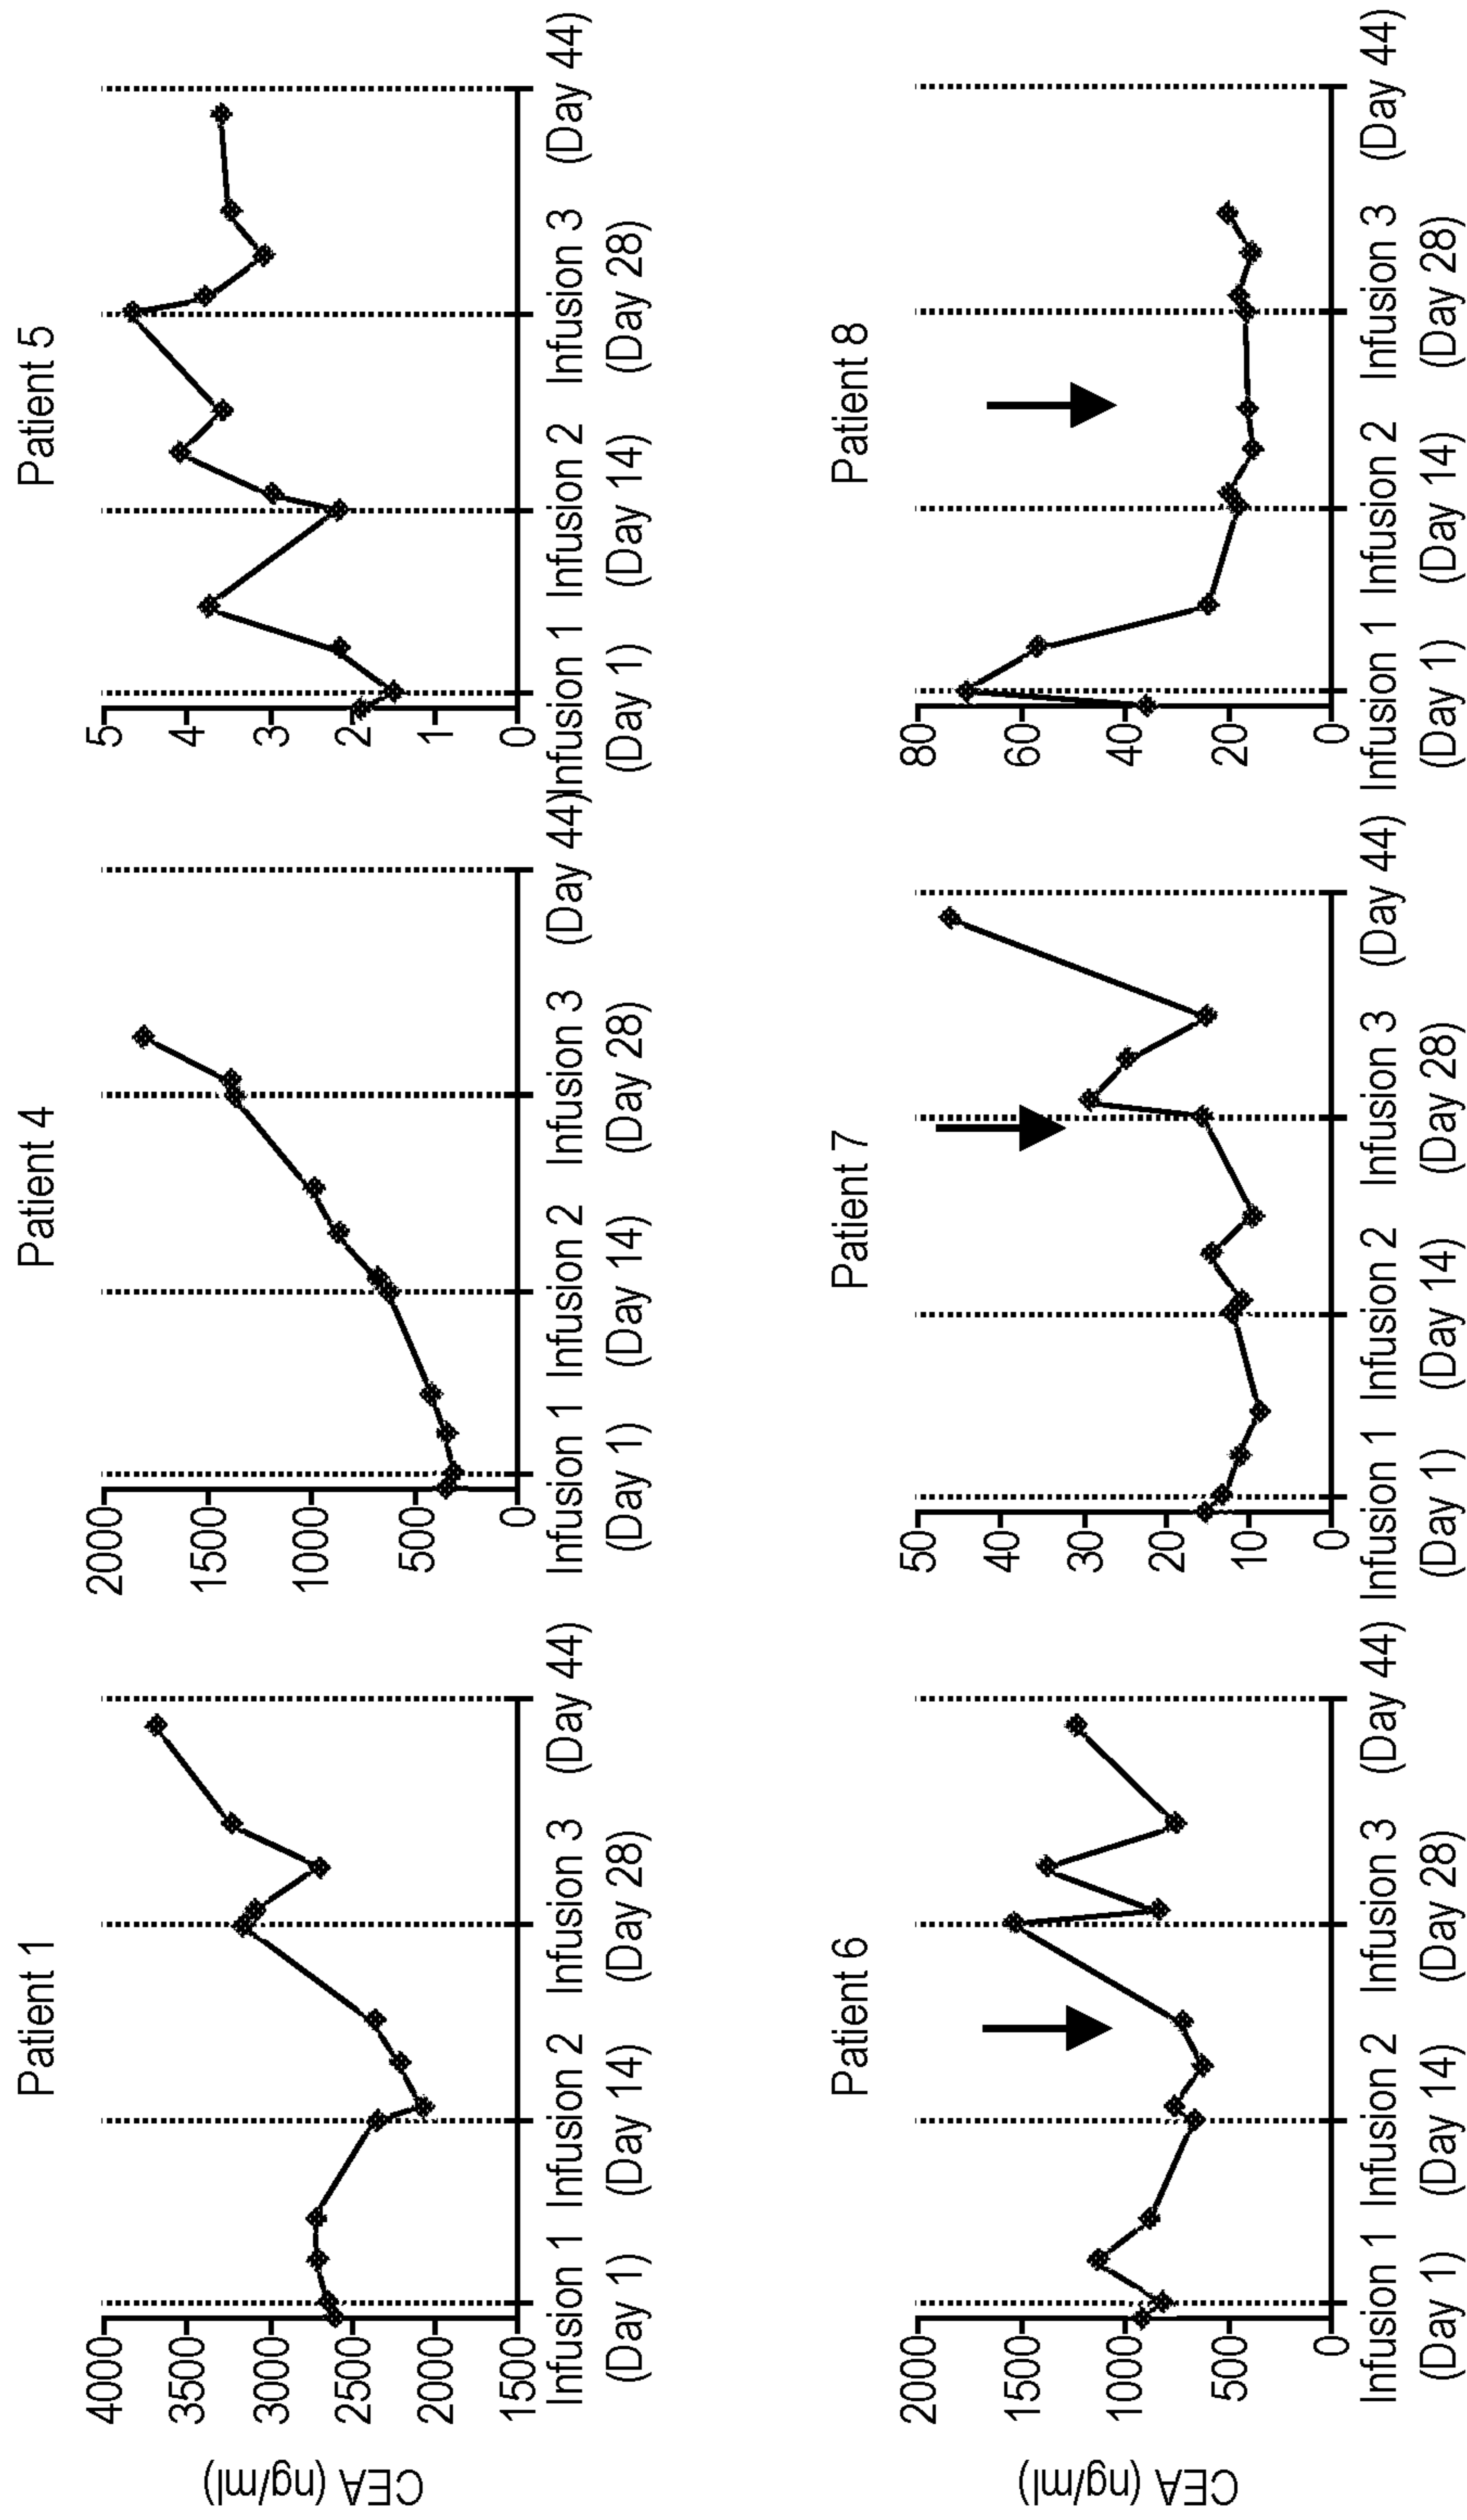 Patient 1
CEA (ng/ml)
4000
3500
3000
2500
2000
1500
Infusion 1 Infusion 2 Infusion 3 (Day 44)
(Day 1) (Day 14) (Day 28)
Patient 4
2000
1500
1000
500
0
Infusion 1 Infusion 2 Infusion 3 (Day 44)
(Day 1) (Day 14) (Day 28)
Patient 5
5
4
3
2
1
0
Infusion 1 Infusion 2 Infusion 3 (Day 44)
(Day 1) (Day 14) (Day 28)
Patient 6
CEA (ng/ml)
2000
1500
1000
5000
0
Infusion 1 Infusion 2 Infusion 3 (Day 44)
(Day 1) (Day 14) (Day 28)
Patient 7
50
40
30
20
10
0
Infusion 1 Infusion 2 Infusion 3 (Day 44)
(Day 1) (Day 14) (Day 28)
Patient 8
80
60
40
20
0
Infusion 1 Infusion 2 Infusion 3 (Day 44)
(Day 1) (Day 14) (Day 28)